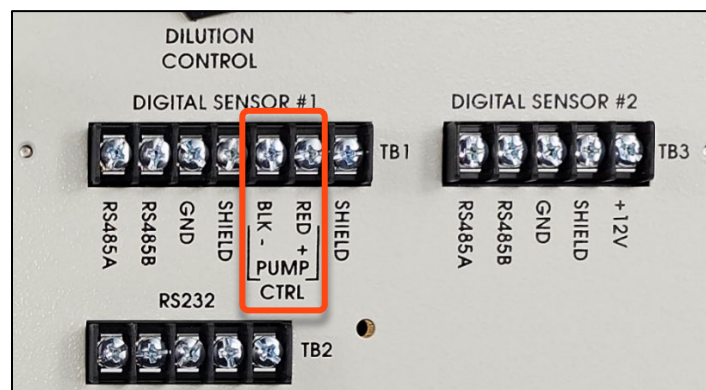 DILUTION
CONTROL
DIGITAL SENSOR #1
TB1
RS485A
RS485B
GND
SHIELD
BLK -
RED +
SHIELD
PUMP
CTRL
DIGITAL SENSOR #2
TB3
RS485A
RS485B
GND
SHIELD
+12V
RS232
TB2